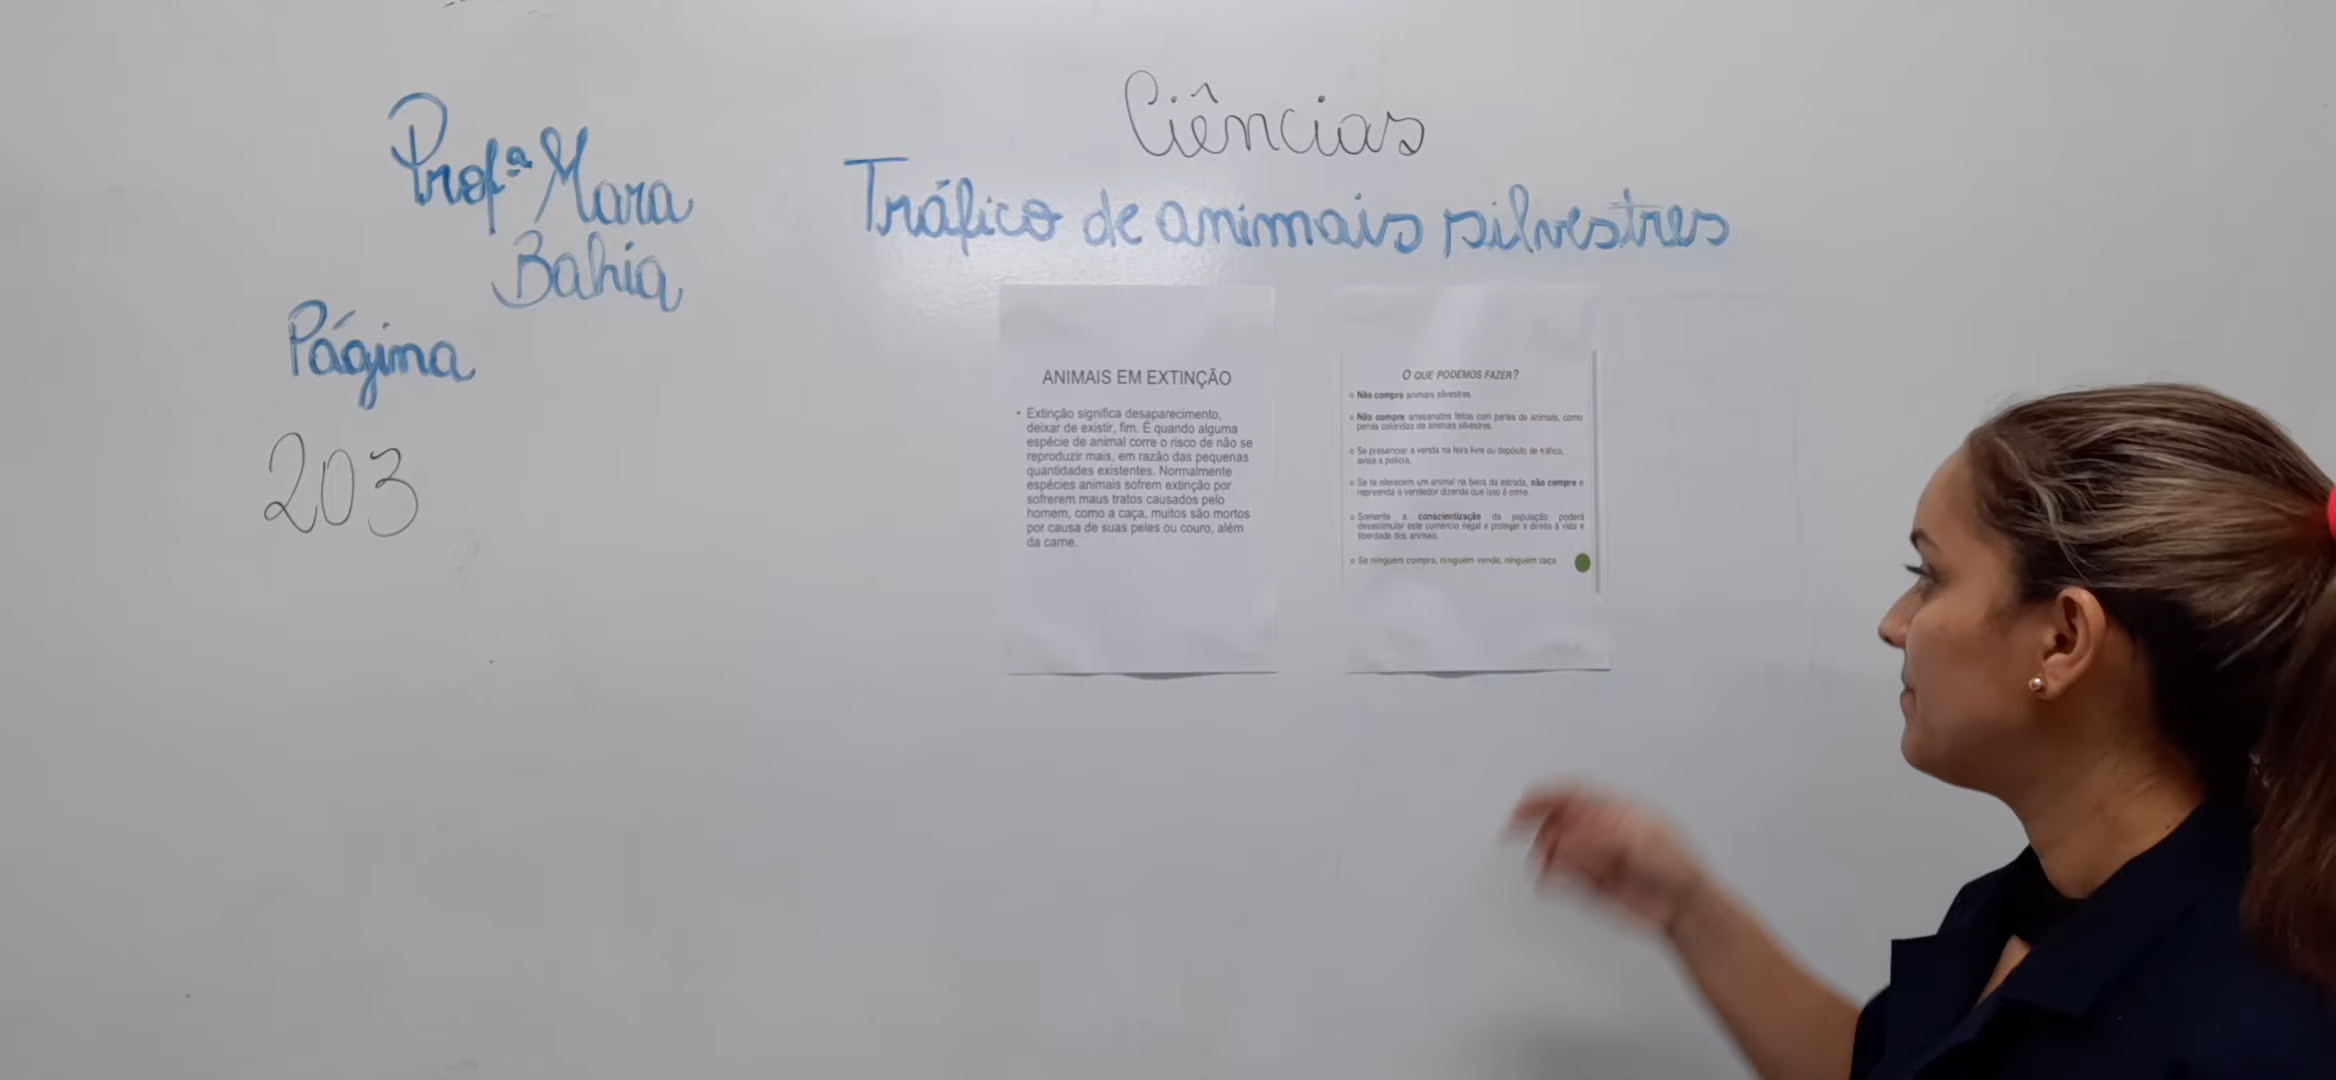 Profª Mara
Bahia
Página
203
Ciências
Tráfico de animais silvestres
ANIMAIS EM EXTINÇÃO
• Extinção significa desaparecimento,
deixar de existir, fim. É quando alguma
espécie de animal corre o risco de não se
reproduzir mais, em razão das pequenas
quantidades existentes. Normalmente
espécies animais sofrem extinção por
sofrerem maus tratos causados pelo
homem, como a caça, muitos são mortos
por causa de suas peles ou couro, além
da carne.
O QUE PODEMOS FAZER?
o Não compre animais silvestres.
o Não compre artesanatos feitos com partes de animais, como
penas coloridas de animais silvestres.
o Se presenciar a venda na feira livre ou depósito de tráfico,
avise a polícia.
o Se te oferecem um animal na beira da estrada, não compre e
repreenda o vendedor dizendo que isso é crime.
o Somente a conscientização da população poderá
desestimular este comércio ilegal e proteger o direito à vida e
liberdade dos animais.
o Se ninguém compra, ninguém vende, ninguém caça